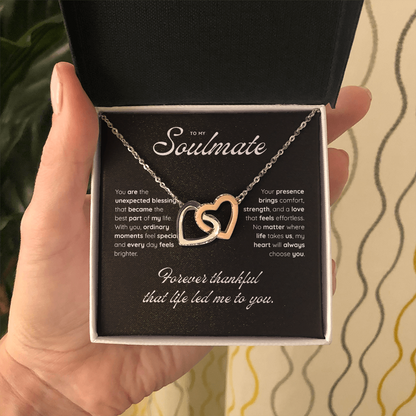 TO MY
Soulmate
You are the
unexpected blessing
that became the
best part of my life.
With you, ordinary
moments feel special
and every day feels
brighter.
Your presence
brings comfort,
strength, and a love
that feels effortless.
No matter where
life takes us, my
heart will always
choose you.
Forever thankful
that life led me to you.